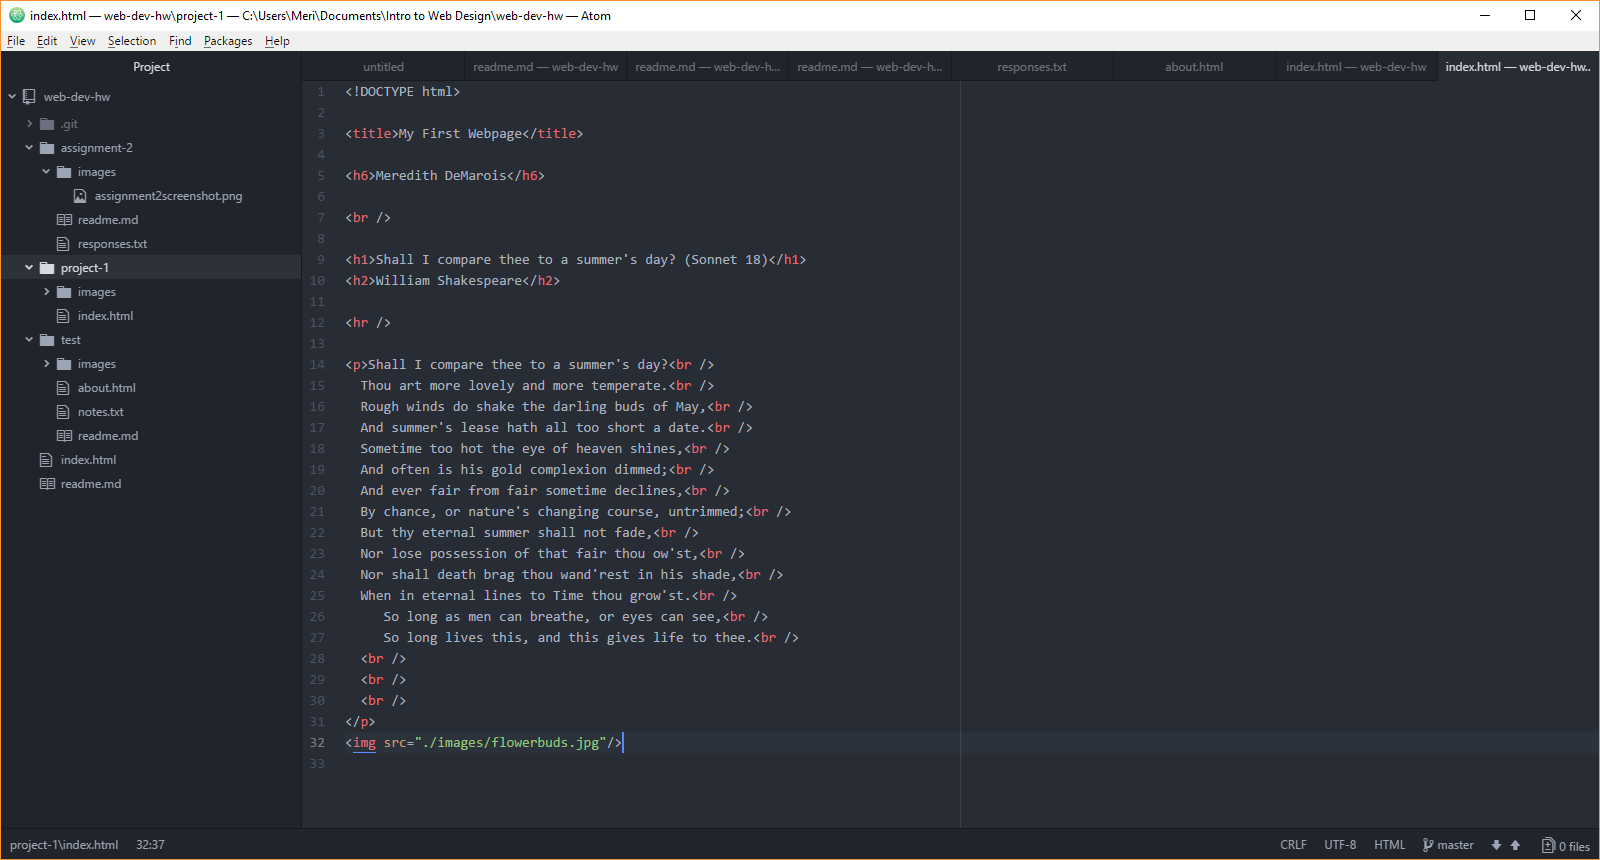 index.html — web-dev-hw\project-1 — C:\Users\Meri\Documents\Intro to Web Design\web-dev-hw — Atom
File Edit View Selection Find Packages Help
Project
untitled readme.md — web-dev-hw readme.md — web-dev-h... readme.md — web-dev-h... responses.txt about.html index.html — web-dev-hw index.html — web-dev-hw..
web-dev-hw
.git
assignment-2
images
assignment2screenshot.png
readme.md
responses.txt
project-1
images
index.html
test
images
about.html
notes.txt
readme.md
index.html
readme.md
1 <!DOCTYPE html>
2
3 <title>My First Webpage</title>
4
5 <h6>Meredith DeMarois</h6>
6
7 <br />
8
9 <h1>Shall I compare thee to a summer's day? (Sonnet 18)</h1>
10 <h2>William Shakespeare</h2>
11
12 <hr />
13
14 <p>Shall I compare thee to a summer's day?<br />
15 Thou art more lovely and more temperate.<br />
16 Rough winds do shake the darling buds of May,<br />
17 And summer's lease hath all too short a date.<br />
18 Sometime too hot the eye of heaven shines,<br />
19 And often is his gold complexion dimmed;<br />
20 And ever fair from fair sometime declines,<br />
21 By chance, or nature's changing course, untrimmed;<br />
22 But thy eternal summer shall not fade,<br />
23 Nor lose possession of that fair thou ow'st,<br />
24 Nor shall death brag thou wand'rest in his shade,<br />
25 When in eternal lines to Time thou grow'st.<br />
26 So long as men can breathe, or eyes can see,<br />
27 So long lives this, and this gives life to thee.<br />
28 <br />
29 <br />
30 <br />
31 </p>
32 <img src="./images/flowerbuds.jpg"/>
33
project-1\index.html 32:37 CRLF UTF-8 HTML master 0 files